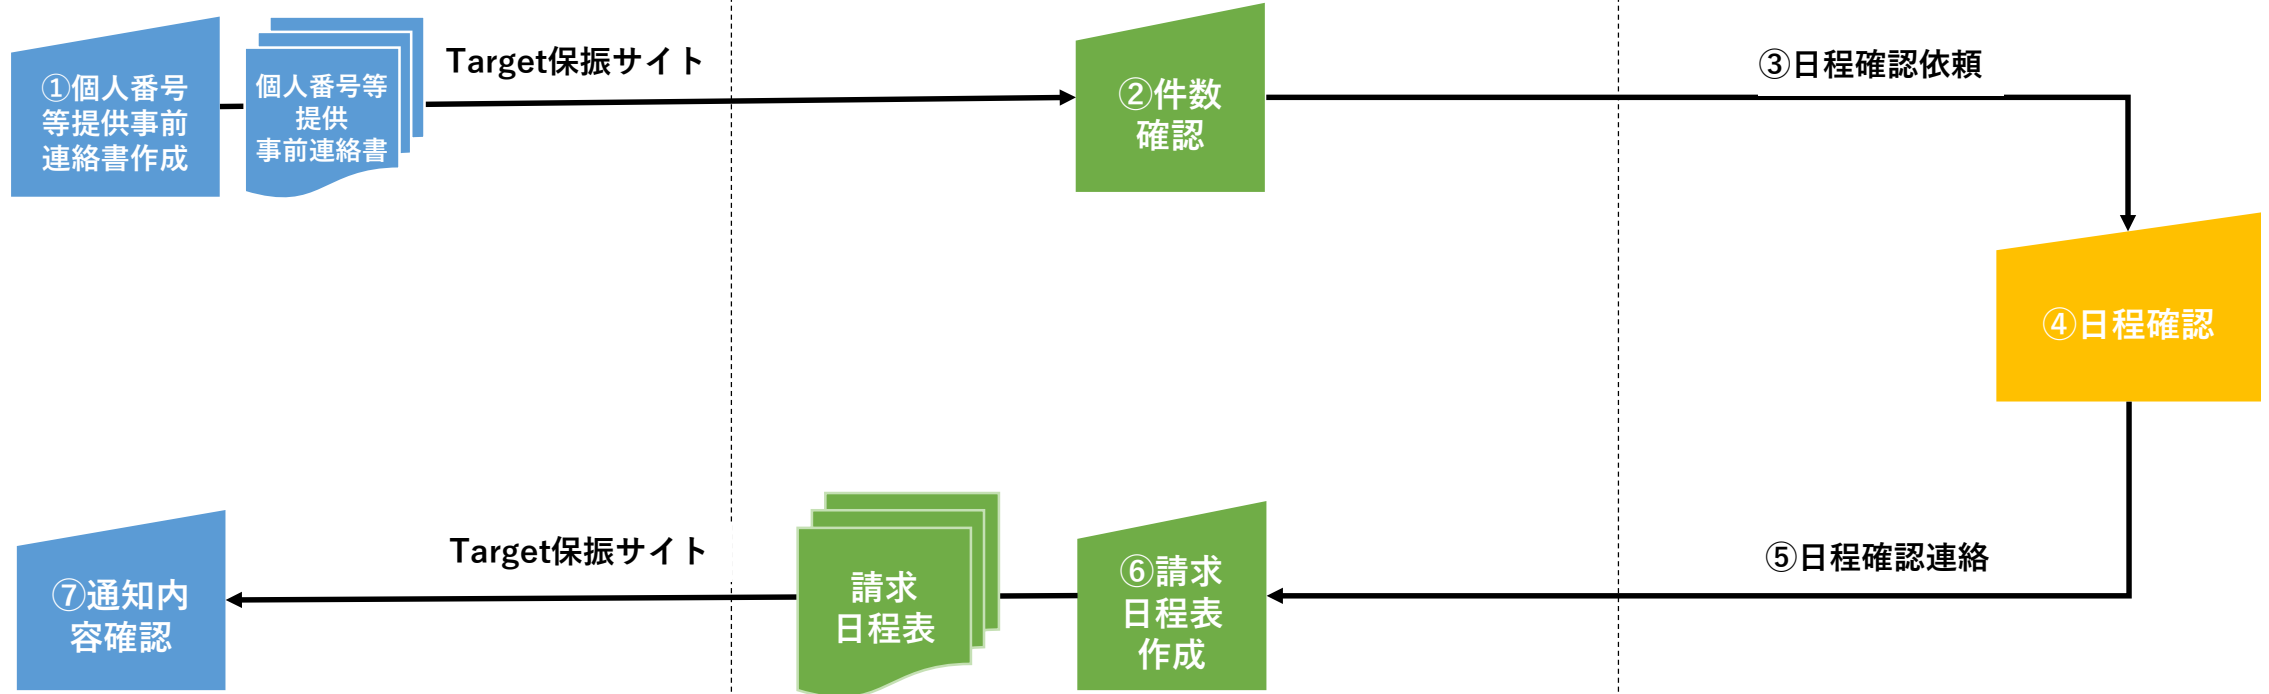 ①個人番号
等提供事前
連絡書作成
個人番号等
提供
事前連絡書
Target保振サイト
②件数
確認
③日程確認依頼
④日程確認
⑤日程確認連絡
⑥請求
日程表
作成
請求
日程表
Target保振サイト
⑦通知内
容確認